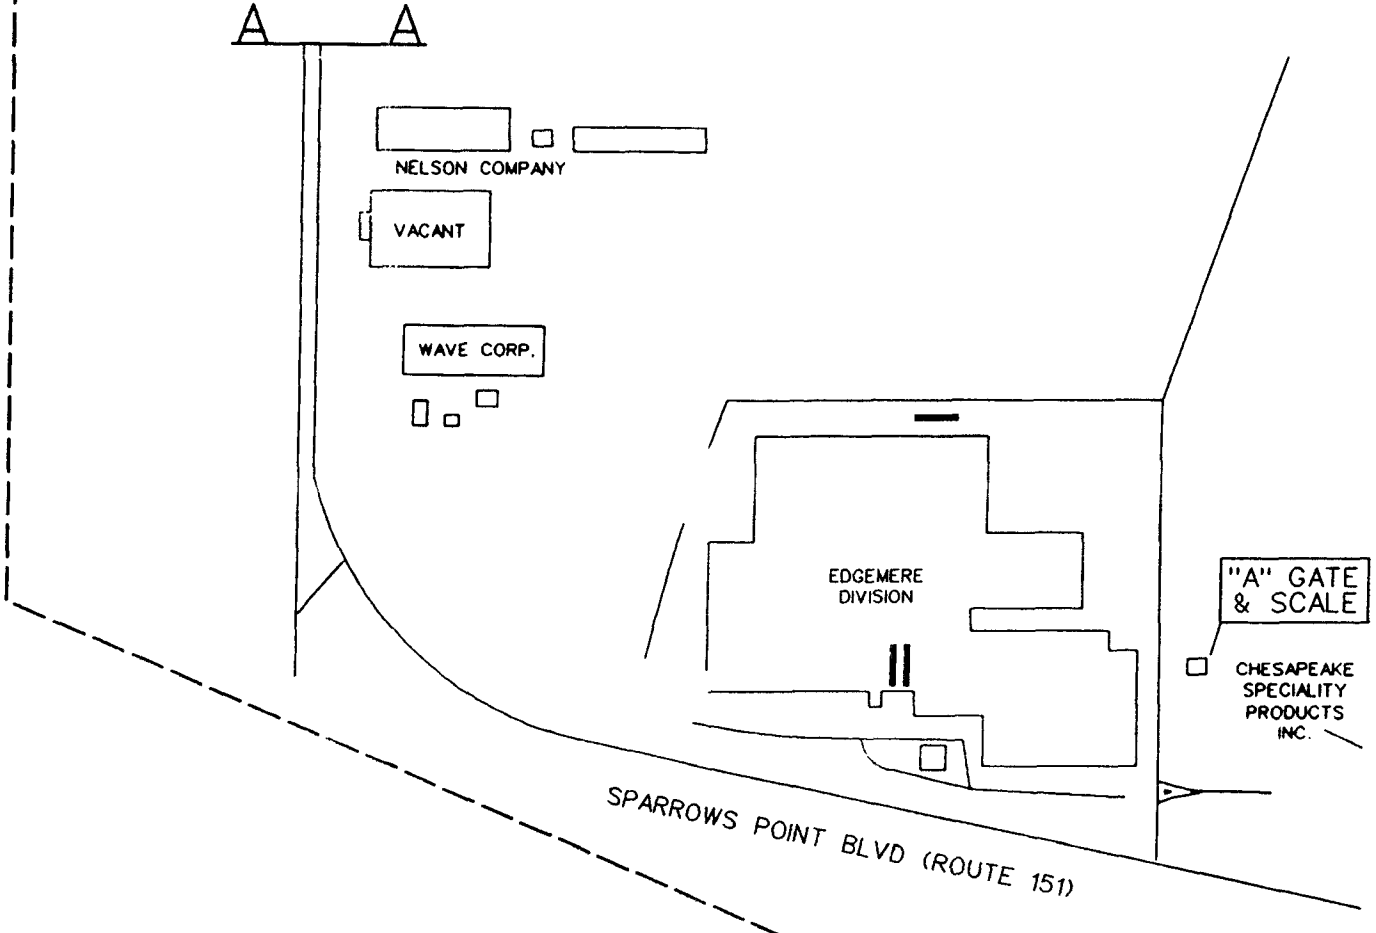 A A
NELSON COMPANY
VACANT
WAVE CORP.
EDGEMERE
DIVISION
"A" GATE
& SCALE
CHESAPEAKE
SPECIALITY
PRODUCTS
INC.
SPARROWS POINT BLVD (ROUTE 151)